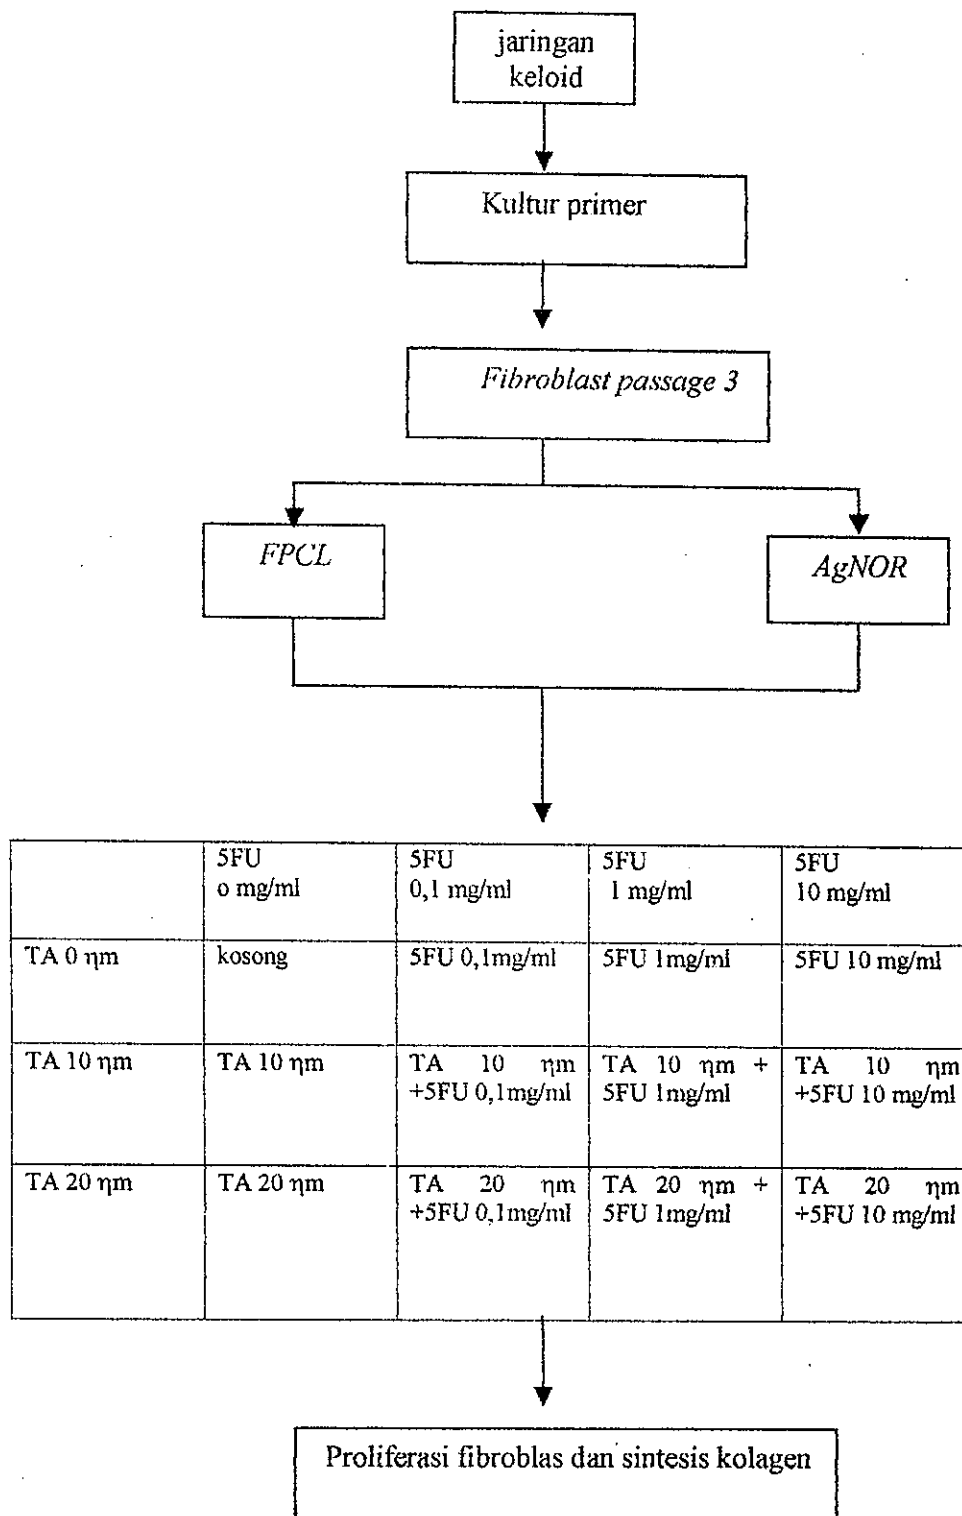 jaringan
keloid
Kultur primer
Fibroblast passage 3
FPCL
AgNOR
5FU
o mg/ml
5FU
0,1 mg/ml
5FU
1 mg/ml
5FU
10 mg/ml
TA 0 ηm
kosong
5FU 0,1mg/ml
5FU 1mg/ml
5FU 10 mg/ml
TA 10 ηm
TA 10 ηm
TA 10 ηm
+5FU 0,1mg/ml
TA 10 ηm +
5FU 1mg/ml
TA 10 ηm
+5FU 10 mg/ml
TA 20 ηm
TA 20 ηm
TA 20 ηm
+5FU 0,1mg/ml
TA 20 ηm +
5FU 1mg/ml
TA 20 ηm
+5FU 10 mg/ml
Proliferasi fibroblas dan sintesis kolagen